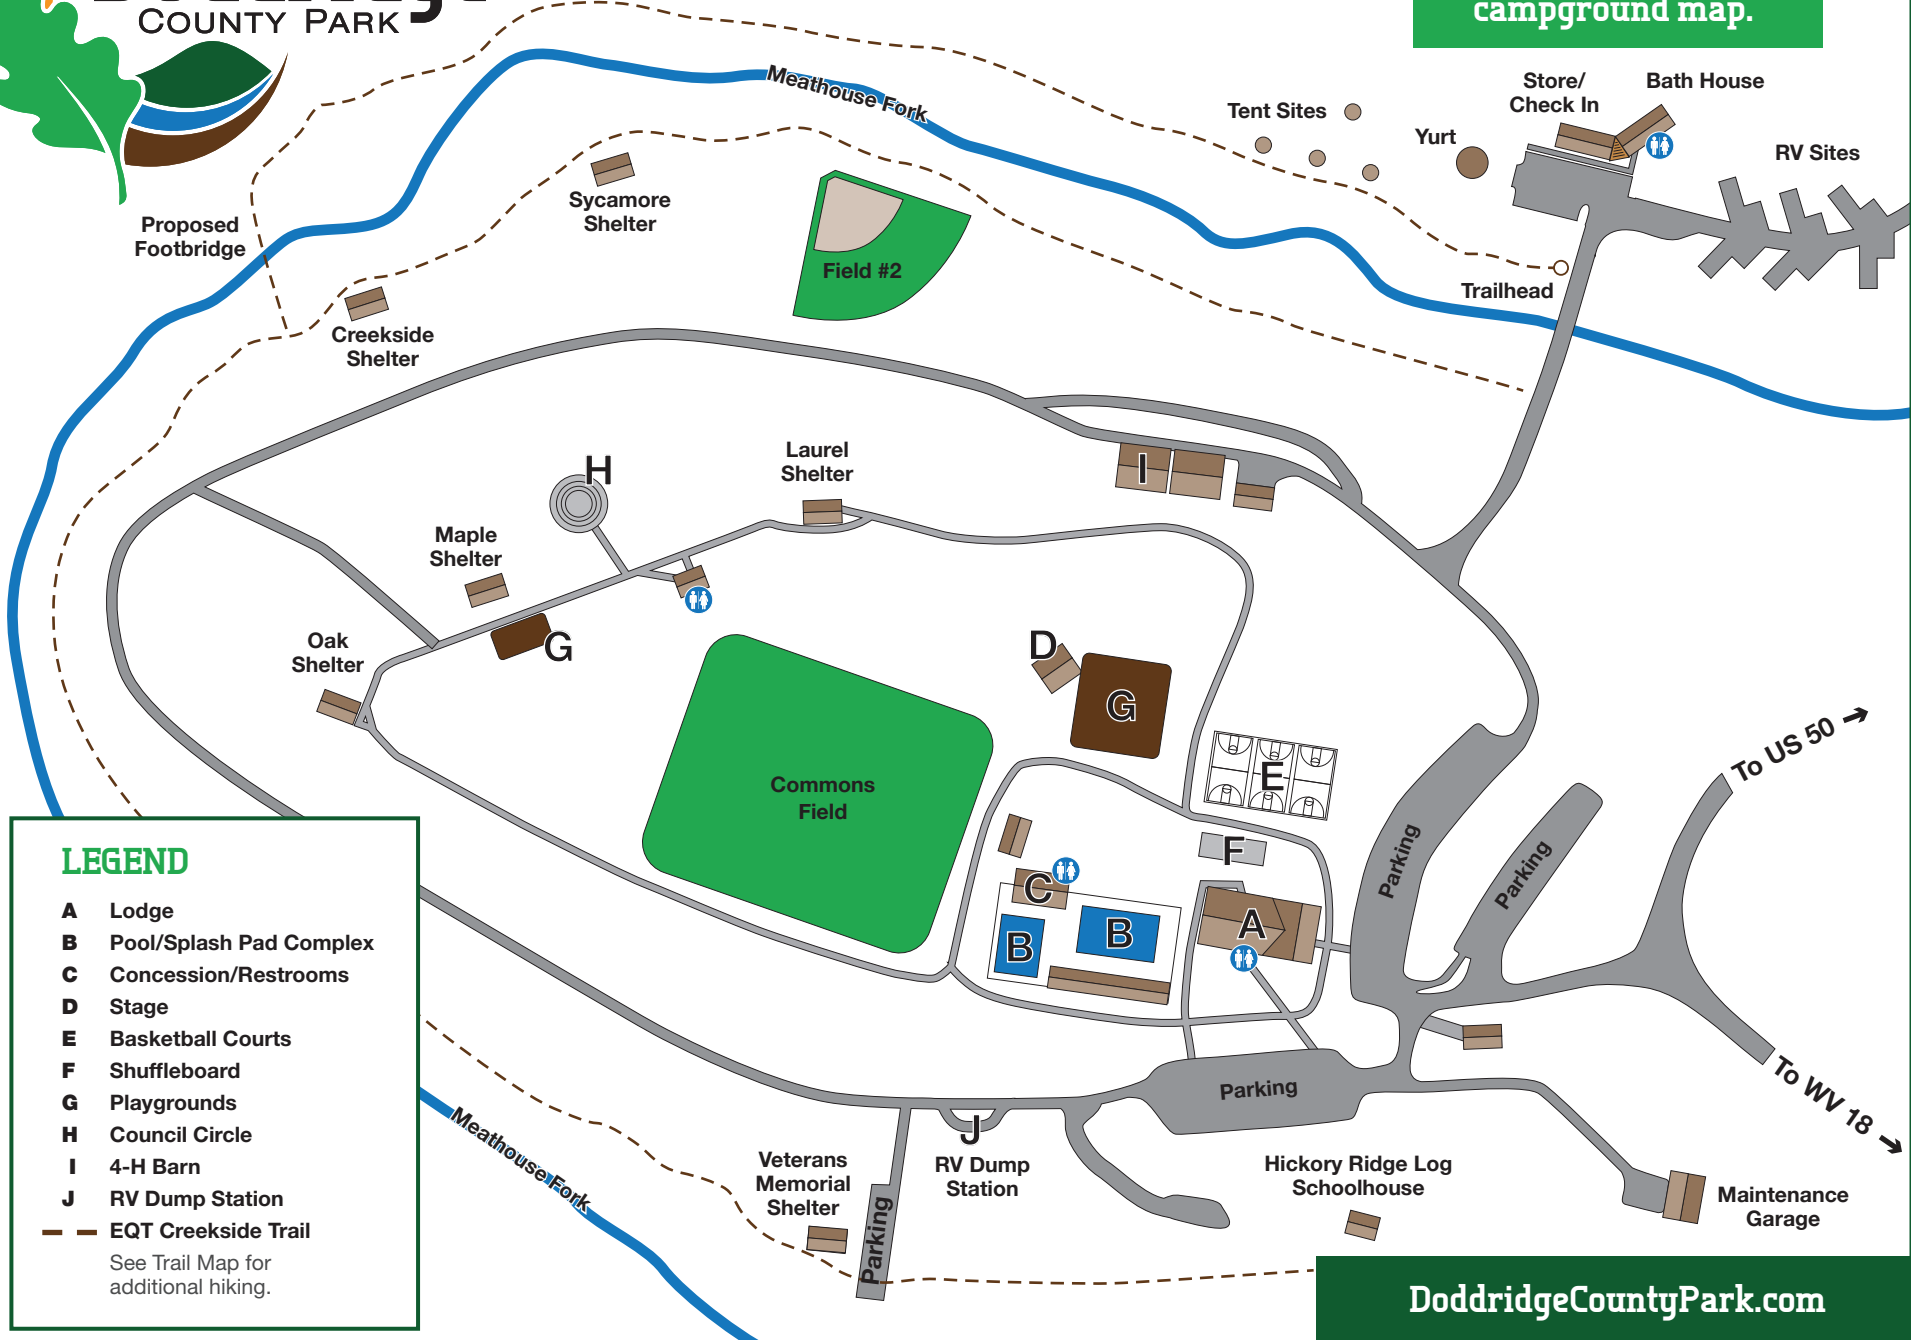 COUNTY PARK
campground map.
Store/
Check In
Bath House
Tent Sites
Yurt
RV Sites
Meathouse Fork
Sycamore
Shelter
Proposed
Footbridge
Field #2
Trailhead
Creekside
Shelter
Laurel
Shelter
H
I
Maple
Shelter
Oak
Shelter
G
D
G
Commons
Field
E
To US 50
Parking
Parking
F
C
B
B
A
LEGEND
A Lodge
B Pool/Splash Pad Complex
C Concession/Restrooms
D Stage
E Basketball Courts
F Shuffleboard
G Playgrounds
H Council Circle
I 4-H Barn
J RV Dump Station
EQT Creekside Trail
See Trail Map for
additional hiking.
Parking
To WV 18
J
RV Dump
Station
Meathouse Fork
Veterans
Memorial
Shelter
Parking
Hickory Ridge Log
Schoolhouse
Maintenance
Garage
DoddridgeCountyPark.com